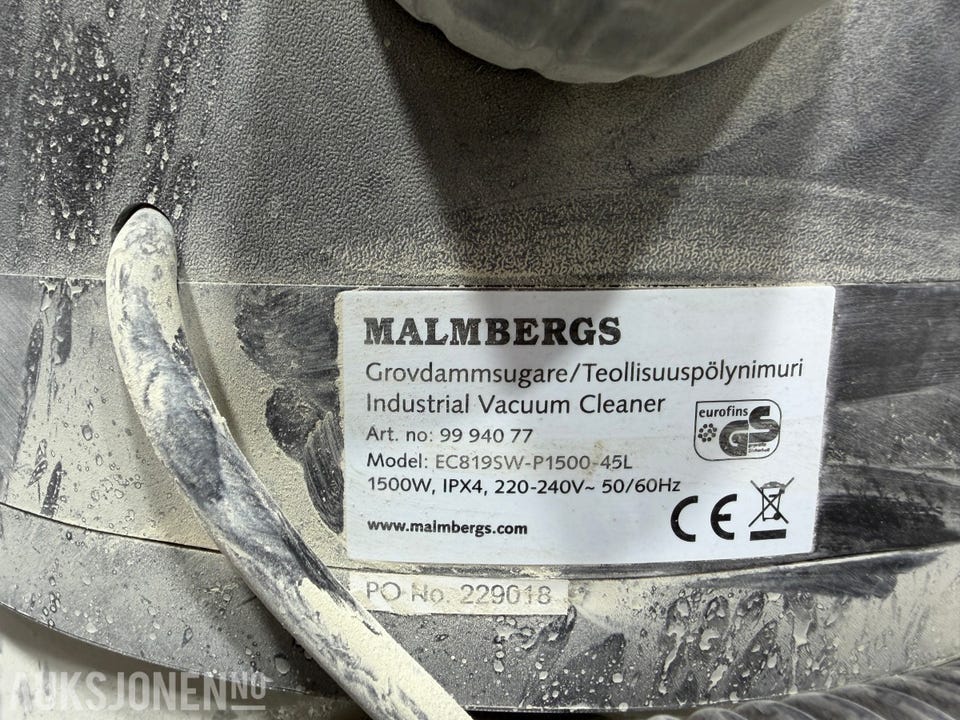 MALMBERGS
Grovdammsugare/Teollisuuspölynimuri
Industrial Vacuum Cleaner
eurofins
GS
Art. no: 99 940 77
Model: EC819SW-P1500-45L
1500W, IPX4, 220-240V~ 50/60Hz
CE
www.malmbergs.com
PO No. 229018
AUKSJONEN.NO